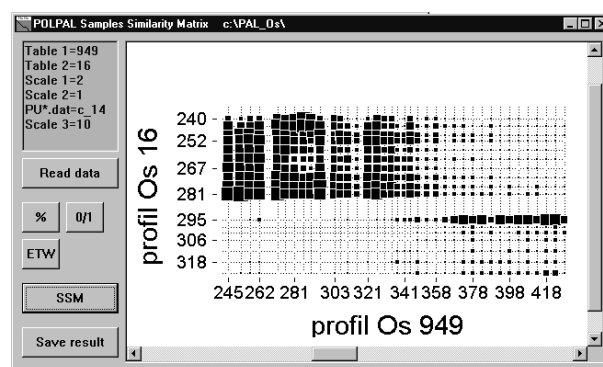 POLPAL Samples Similarity Matrix c:\PAL_Os\
Table 1=949
Table 2=16
Scale 1=2
Scale 2=1
PU*.dat=c_14
Scale 3=10
Read data
% 0/1
ETW
SSM
Save result
profil Os 16
240
252
267
281
295
306
318
245 262 281 303 321 341 358 378 398 418
profil Os 949